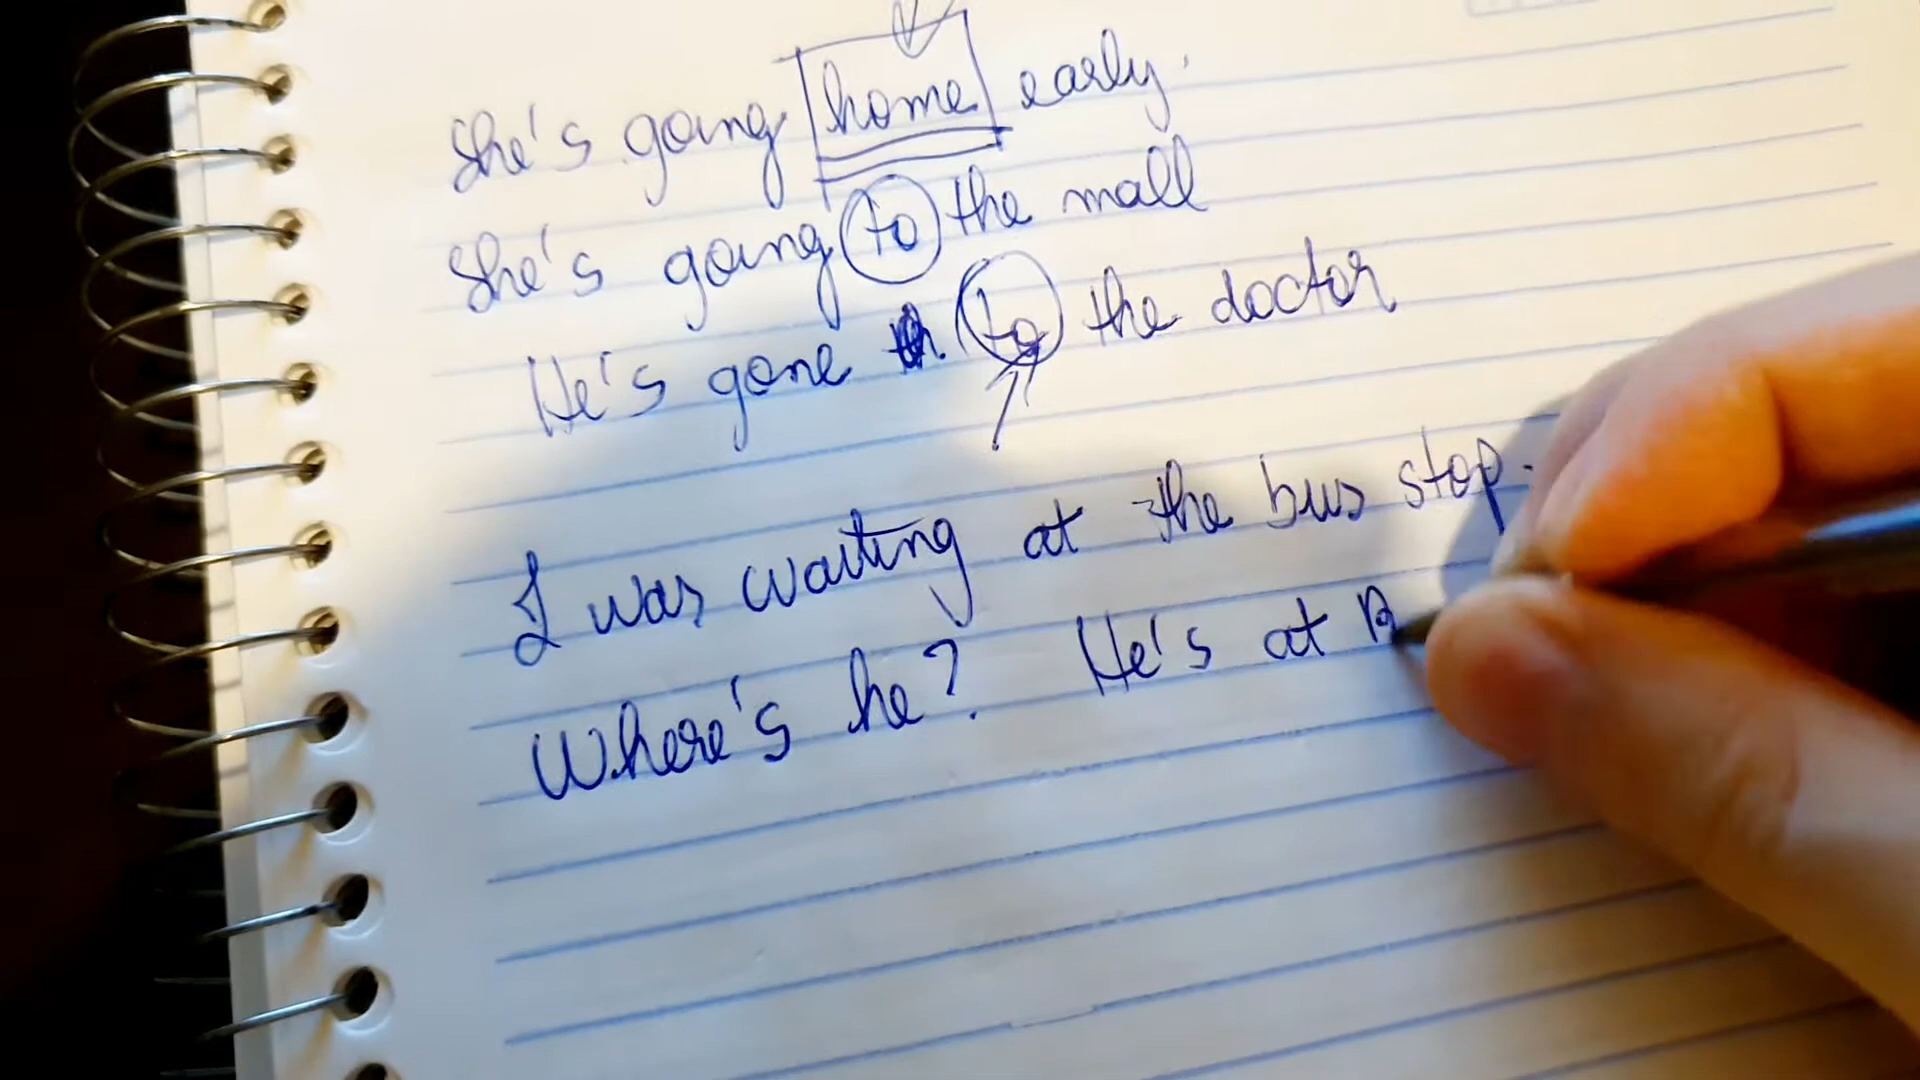 She's going home early.
She's going to the mall
He's gone to the doctor
I was waiting at the bus stop.
Where's he? He's at